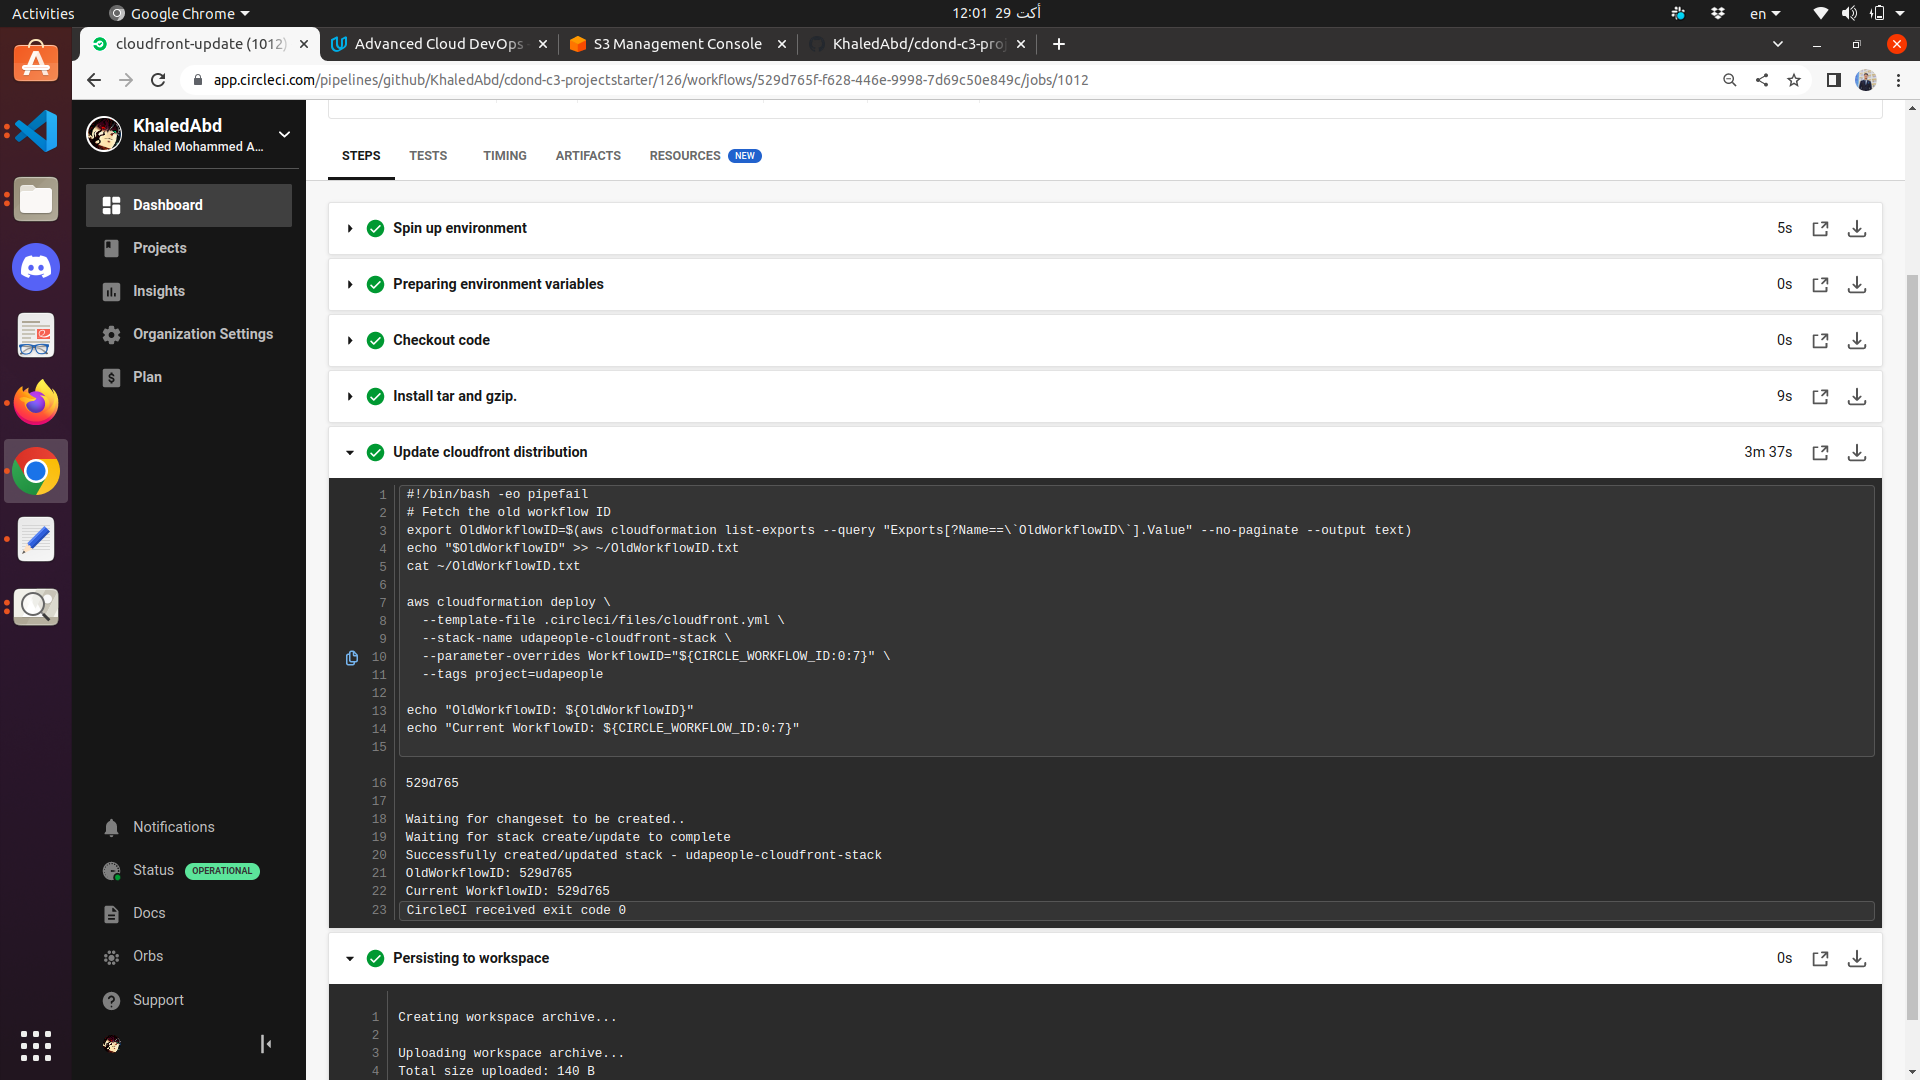 Activities
Google Chrome
12:01 29 أكت
en
cloudfront-update (1012)
Advanced Cloud DevOps
S3 Management Console
KhaledAbd/cdond-c3-proj
app.circleci.com/pipelines/github/KhaledAbd/cdond-c3-projectstarter/126/workflows/529d765f-f628-446e-9998-7d69c50e849c/jobs/1012
KhaledAbd
khaled Mohammed A...
Dashboard
Projects
Insights
Organization Settings
Plan
Notifications
Status OPERATIONAL
Docs
Orbs
Support
STEPS TESTS TIMING ARTIFACTS RESOURCES NEW
Spin up environment 5s
Preparing environment variables 0s
Checkout code 0s
Install tar and gzip. 9s
Update cloudfront distribution 3m 37s
1 #!/bin/bash -eo pipefail
2 # Fetch the old workflow ID
3 export OldWorkflowID=$(aws cloudformation list-exports --query "Exports[?Name==\`OldWorkflowID\`].Value" --no-paginate --output text)
4 echo "$OldWorkflowID" >> ~/OldWorkflowID.txt
5 cat ~/OldWorkflowID.txt
6
7 aws cloudformation deploy \
8 --template-file .circleci/files/cloudfront.yml \
9 --stack-name udapeople-cloudfront-stack \
10 --parameter-overrides WorkflowID="${CIRCLE_WORKFLOW_ID:0:7}" \
11 --tags project=udapeople
12
13 echo "OldWorkflowID: ${OldWorkflowID}"
14 echo "Current WorkflowID: ${CIRCLE_WORKFLOW_ID:0:7}"
15
16 529d765
17
18 Waiting for changeset to be created..
19 Waiting for stack create/update to complete
20 Successfully created/updated stack - udapeople-cloudfront-stack
21 OldWorkflowID: 529d765
22 Current WorkflowID: 529d765
23 CircleCI received exit code 0
Persisting to workspace 0s
1 Creating workspace archive...
2
3 Uploading workspace archive...
4 Total size uploaded: 140 B